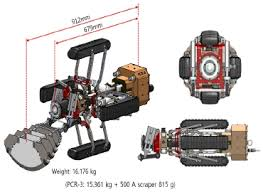 912mm
679mm
Weight: 16.176 kg
(PCR-3: 15.361 kg + 500 A scraper 815 g)